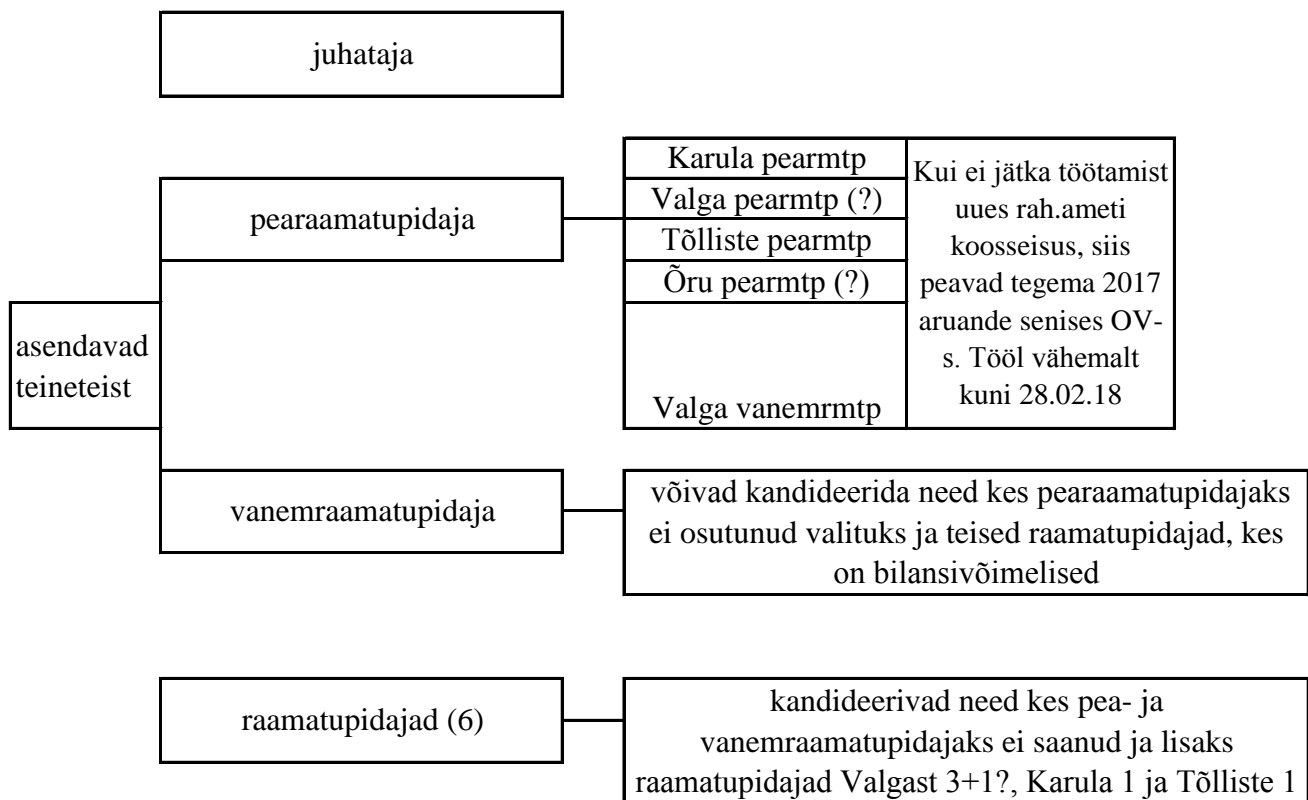 juhataja
pearaamatupidaja
Karula pearmtp
Valga pearmtp (?)
Tõlliste pearmtp
Õru pearmtp (?)
Valga vanemrmtp
Kui ei jätka töötamist
uues rah.ameti
koosseisus, siis
peavad tegema 2017
aruande senises OV-
s. Tööl vähemalt
kuni 28.02.18
asendavad
teineteist
vanemraamatupidaja
võivad kandideerida need kes pearaamatupidajaks
ei osutunud valituks ja teised raamatupidajad, kes
on bilansivõimelised
raamatupidajad (6)
kandideerivad need kes pea- ja
vanemraamatupidajaks ei saanud ja lisaks
raamatupidajad Valgast 3+1?, Karula 1 ja Tõlliste 1